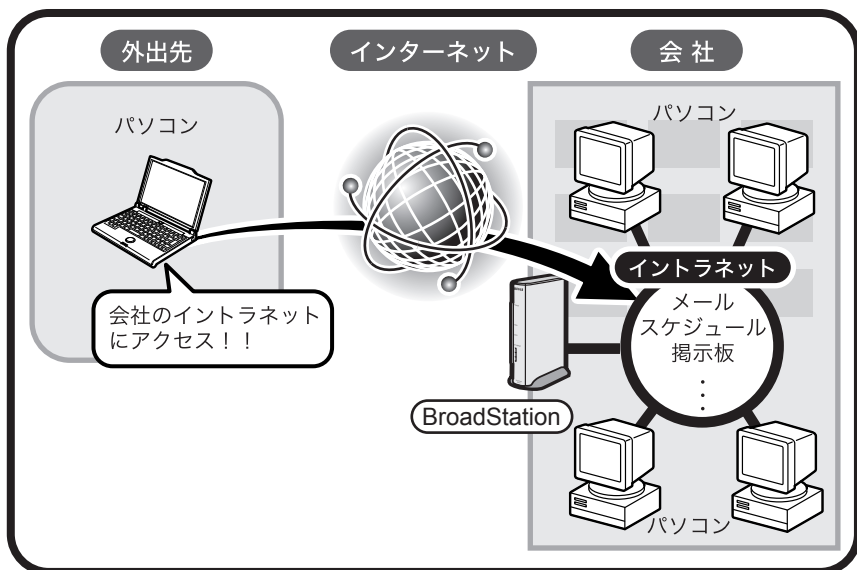 外出先
インターネット
会 社
パソコン
パソコン
イントラネット
会社のイントラネット
にアクセス！！
メール
スケジュール
掲示板
・
・
・
BroadStation
パソコン